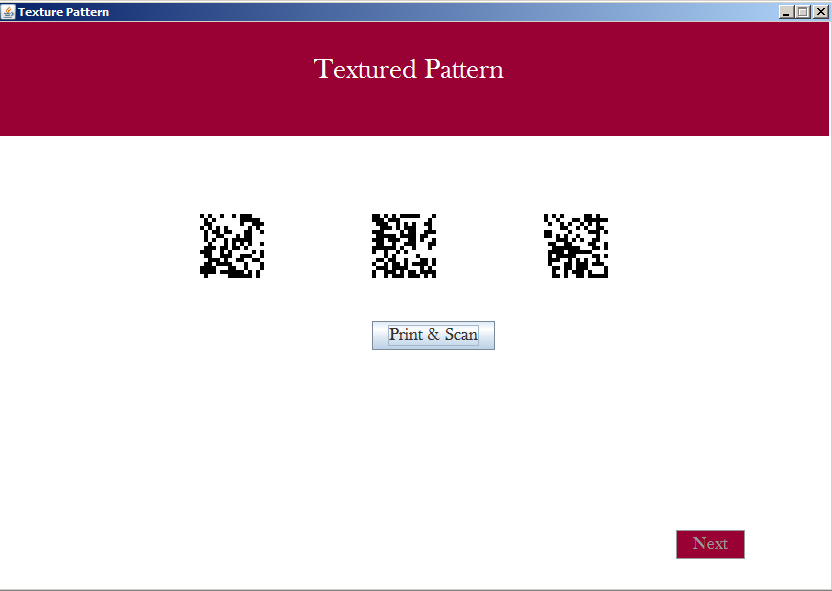 Texture Pattern
Textured Pattern
Print & Scan
Next